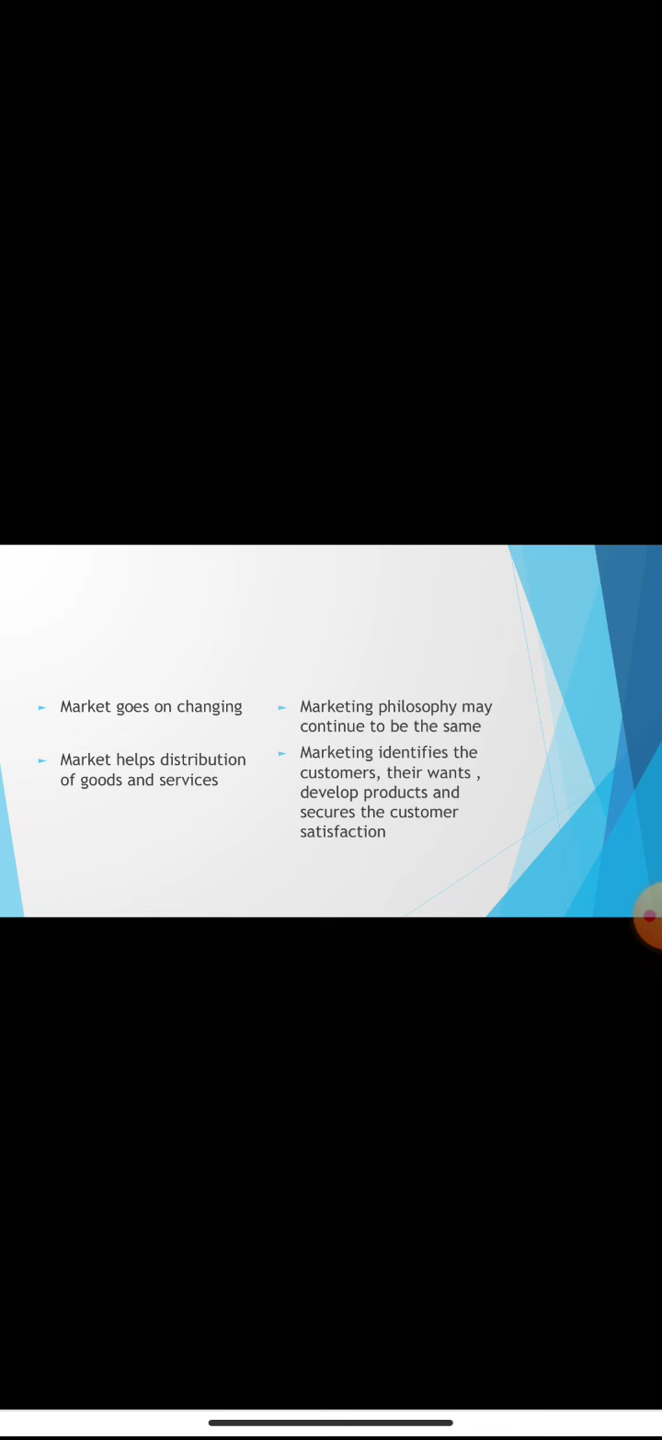 Market goes on changing
Market helps distribution
of goods and services
Marketing philosophy may
continue to be the same
Marketing identifies the
customers, their wants ,
develop products and
secures the customer
satisfaction